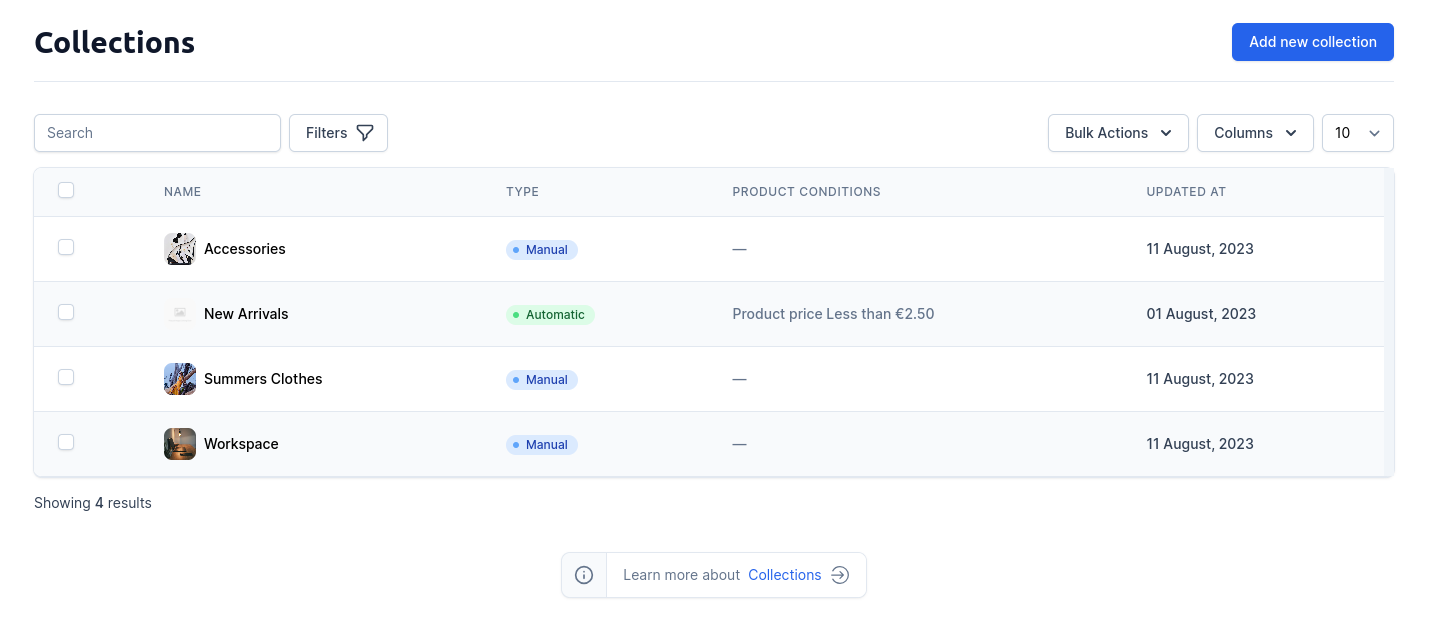 Collections
Add new collection
Search
Filters
Bulk Actions
Columns
10
NAME TYPE PRODUCT CONDITIONS UPDATED AT
Accessories Manual — 11 August, 2023
New Arrivals Automatic Product price Less than €2.50 01 August, 2023
Summers Clothes Manual — 11 August, 2023
Workspace Manual — 11 August, 2023
Showing 4 results
Learn more about Collections